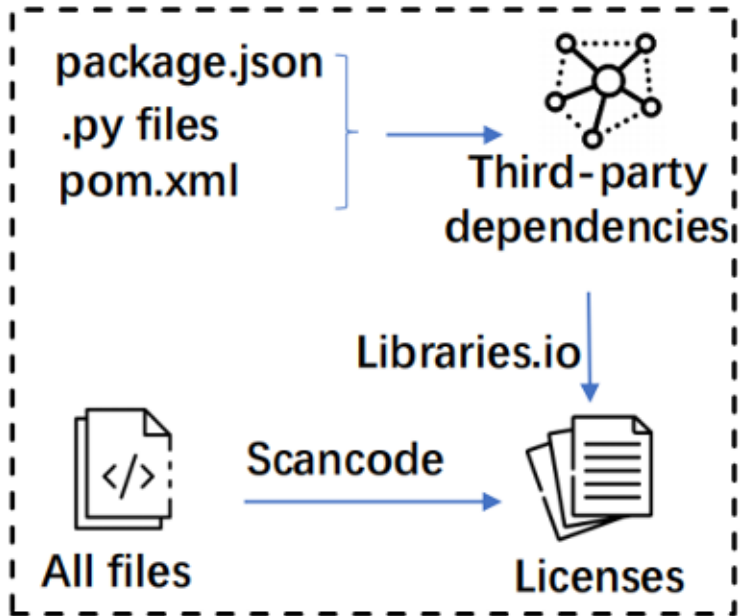 package.json
.py files
pom.xml
Third-party
dependencies
Libraries.io
Scancode
</>
All files
Licenses